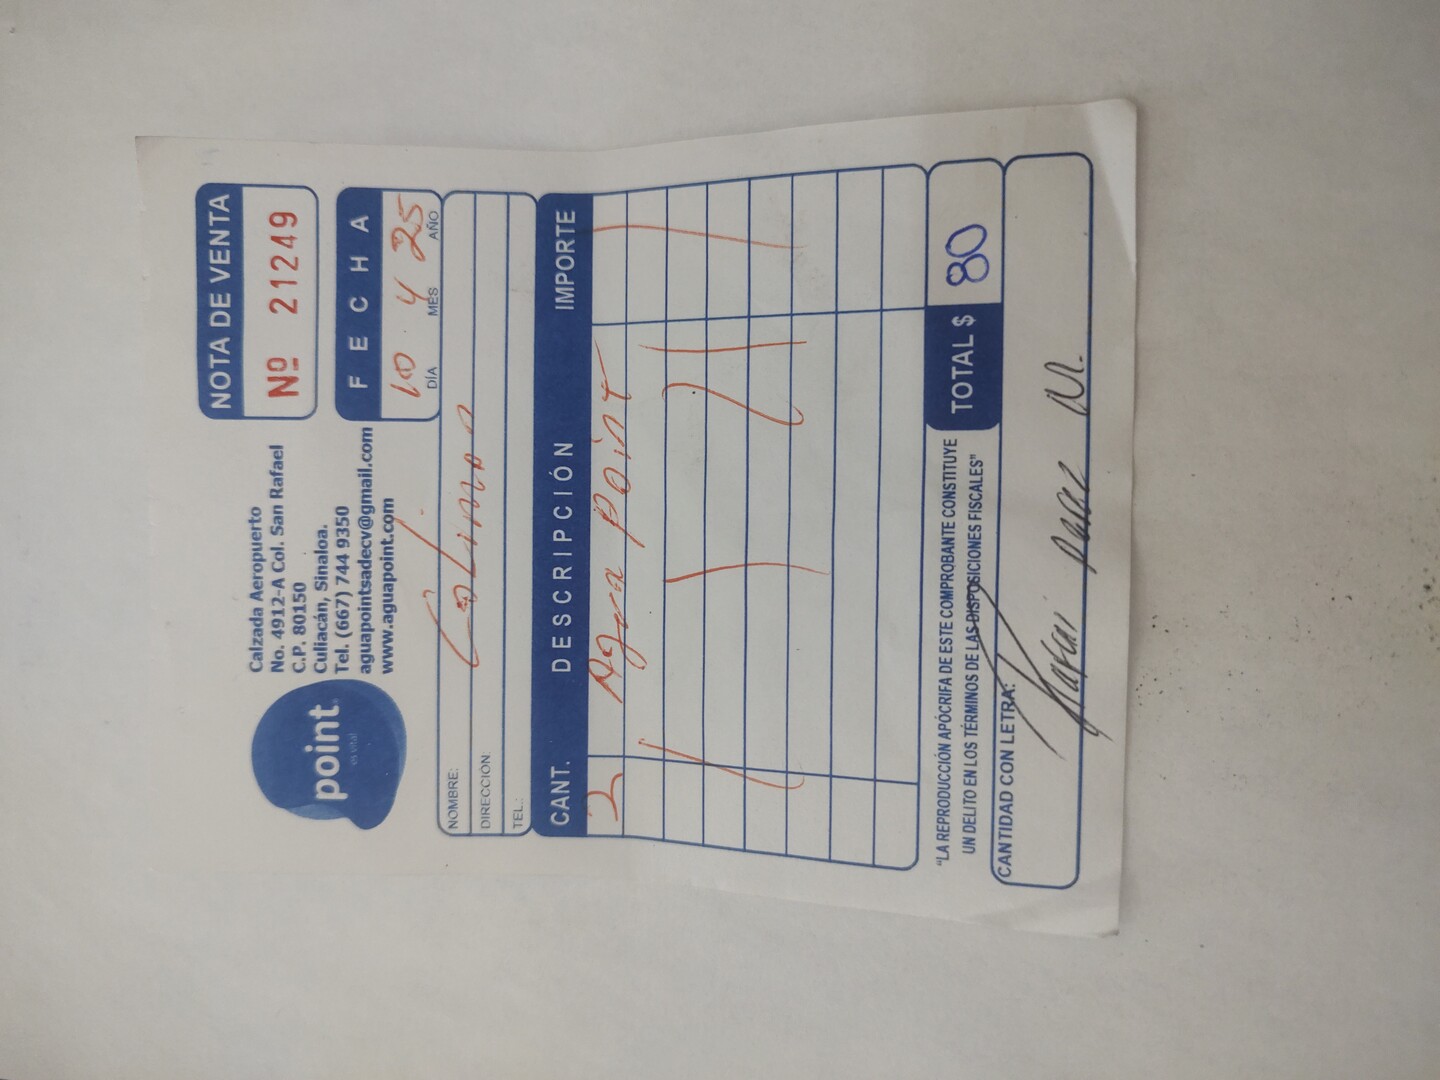 point
es vital
Calzada Aeropuerto
No. 4912-A Col. San Rafael
C.P. 80150
Culiacán, Sinaloa.
Tel. (667) 744 9350
aguapointsadecv@gmail.com
www.aguapoint.com
NOTA DE VENTA
Nº 21249
FECHA
10 4 25
DÍA MES AÑO
NOMBRE:
DIRECCION:
TEL.:
CANT. DESCRIPCIÓN IMPORTE
2 Agua Point
"LA REPRODUCCIÓN APÓCRIFA DE ESTE COMPROBANTE CONSTITUYE
UN DELITO EN LOS TÉRMINOS DE LAS DISPOSICIONES FISCALES"
TOTAL $ 80
CANTIDAD CON LETRA: